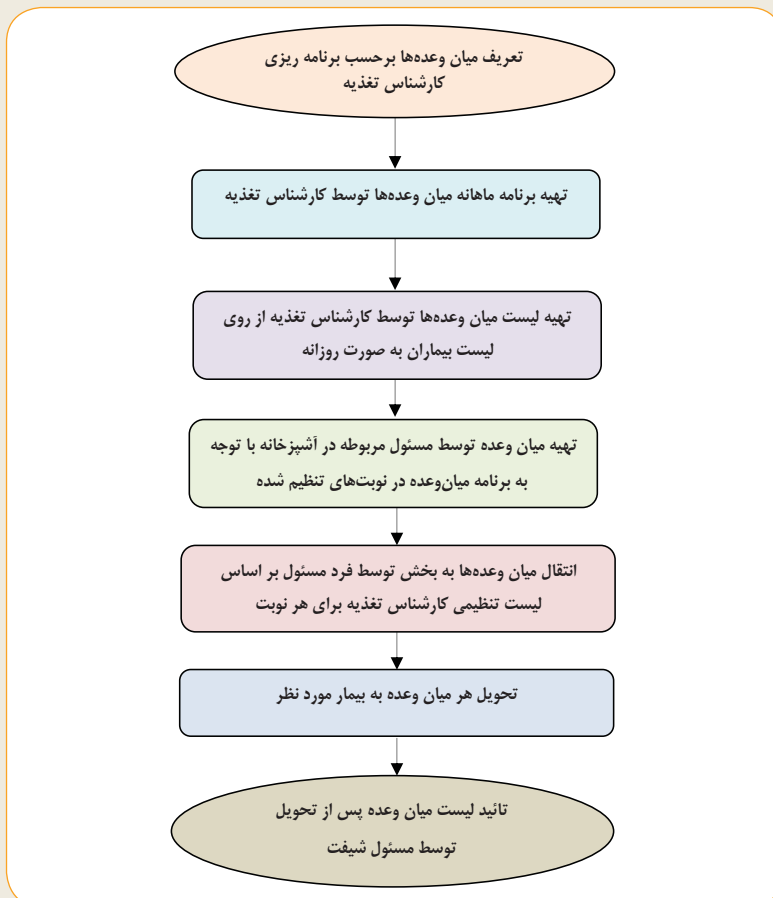 تعریف میان وعده‌ها برحسب برنامه ریزی
کارشناس تغذیه
تهیه برنامه ماهانه میان وعده‌ها توسط کارشناس تغذیه
تهیه لیست میان وعده‌ها توسط کارشناس تغذیه از روی
لیست بیماران به صورت روزانه
تهیه میان وعده توسط مسئول مربوطه در آشپزخانه با توجه
به برنامه میان‌وعده در نوبت‌های تنظیم شده
انتقال میان وعده‌ها به بخش توسط فرد مسئول بر اساس
لیست تنظیمی کارشناس تغذیه برای هر نوبت
تحویل هر میان وعده به بیمار مورد نظر
تائید لیست میان وعده پس از تحویل
توسط مسئول شیفت